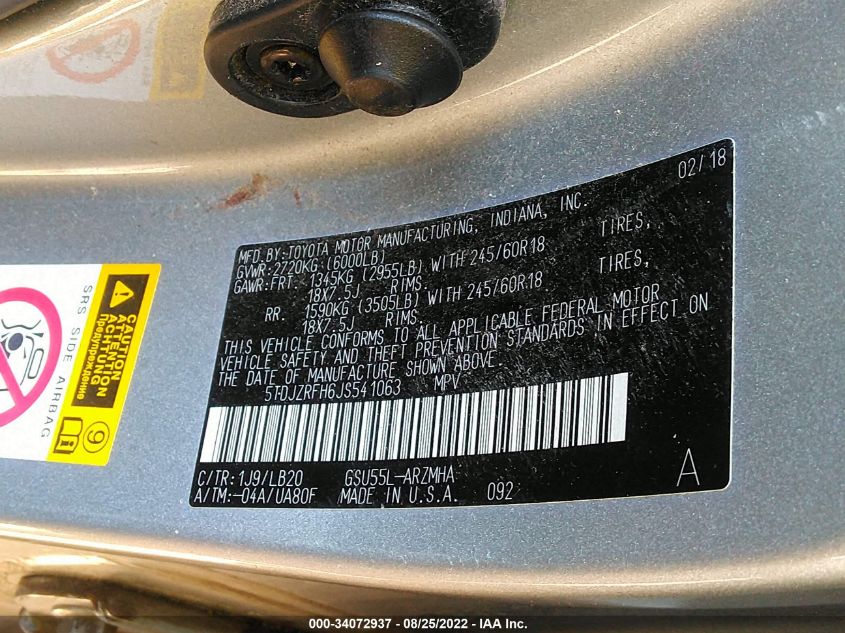 02/18
MFD.BY:TOYOTA MOTOR MANUFACTURING, INDIANA, INC.
GVWR:2720KG (6000LB)
GAWR:FRT. 1345KG (2955LB) WITH 245/60R18 TIRES,
18X7.5J RIMS.
RR. 1590KG (3505LB) WITH 245/60R18 TIRES,
18X7.5J RIMS.
THIS VEHICLE CONFORMS TO ALL APPLICABLE FEDERAL MOTOR
VEHICLE SAFETY AND THEFT PREVENTION STANDARDS IN EFFECT ON
THE DATE OF MANUFACTURE SHOWN ABOVE.
5TDJZRFH6JS541063 MPV
C/TR:1J9/LB20 GSU55L-ARZMHA
A/TM:-04A/UA80F MADE IN U.S.A. 092
A
CAUTION
ATTENTION
ACHTUNG
Предупреждение
SRS SIDE AIRBAG
9
000-34072937 - 08/25/2022 - IAA Inc.